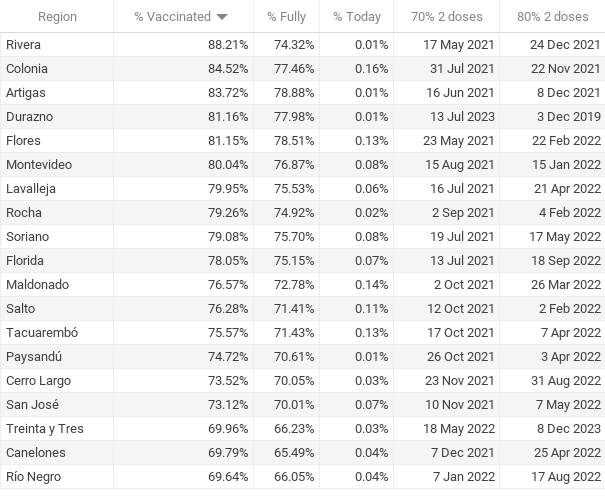 Region % Vaccinated % Fully % Today 70% 2 doses 80% 2 doses
Rivera 88.21% 74.32% 0.01% 17 May 2021 24 Dec 2021
Colonia 84.52% 77.46% 0.16% 31 Jul 2021 22 Nov 2021
Artigas 83.72% 78.88% 0.01% 16 Jun 2021 8 Dec 2021
Durazno 81.16% 77.98% 0.01% 13 Jul 2023 3 Dec 2019
Flores 81.15% 78.51% 0.13% 23 May 2021 22 Feb 2022
Montevideo 80.04% 76.87% 0.08% 15 Aug 2021 15 Jan 2022
Lavalleja 79.95% 75.53% 0.06% 16 Jul 2021 21 Apr 2022
Rocha 79.26% 74.92% 0.02% 2 Sep 2021 4 Feb 2022
Soriano 79.08% 75.70% 0.08% 19 Jul 2021 17 May 2022
Florida 78.05% 75.15% 0.07% 13 Jul 2021 18 Sep 2022
Maldonado 76.57% 72.78% 0.14% 2 Oct 2021 26 Mar 2022
Salto 76.28% 71.41% 0.11% 12 Oct 2021 2 Feb 2022
Tacuarembó 75.57% 71.43% 0.13% 17 Oct 2021 7 Apr 2022
Paysandú 74.72% 70.61% 0.01% 26 Oct 2021 3 Apr 2022
Cerro Largo 73.52% 70.05% 0.03% 23 Nov 2021 31 Aug 2022
San José 73.12% 70.01% 0.07% 10 Nov 2021 7 May 2022
Treinta y Tres 69.96% 66.23% 0.03% 18 May 2022 8 Dec 2023
Canelones 69.79% 65.49% 0.04% 7 Dec 2021 25 Apr 2022
Río Negro 69.64% 66.05% 0.04% 7 Jan 2022 17 Aug 2022